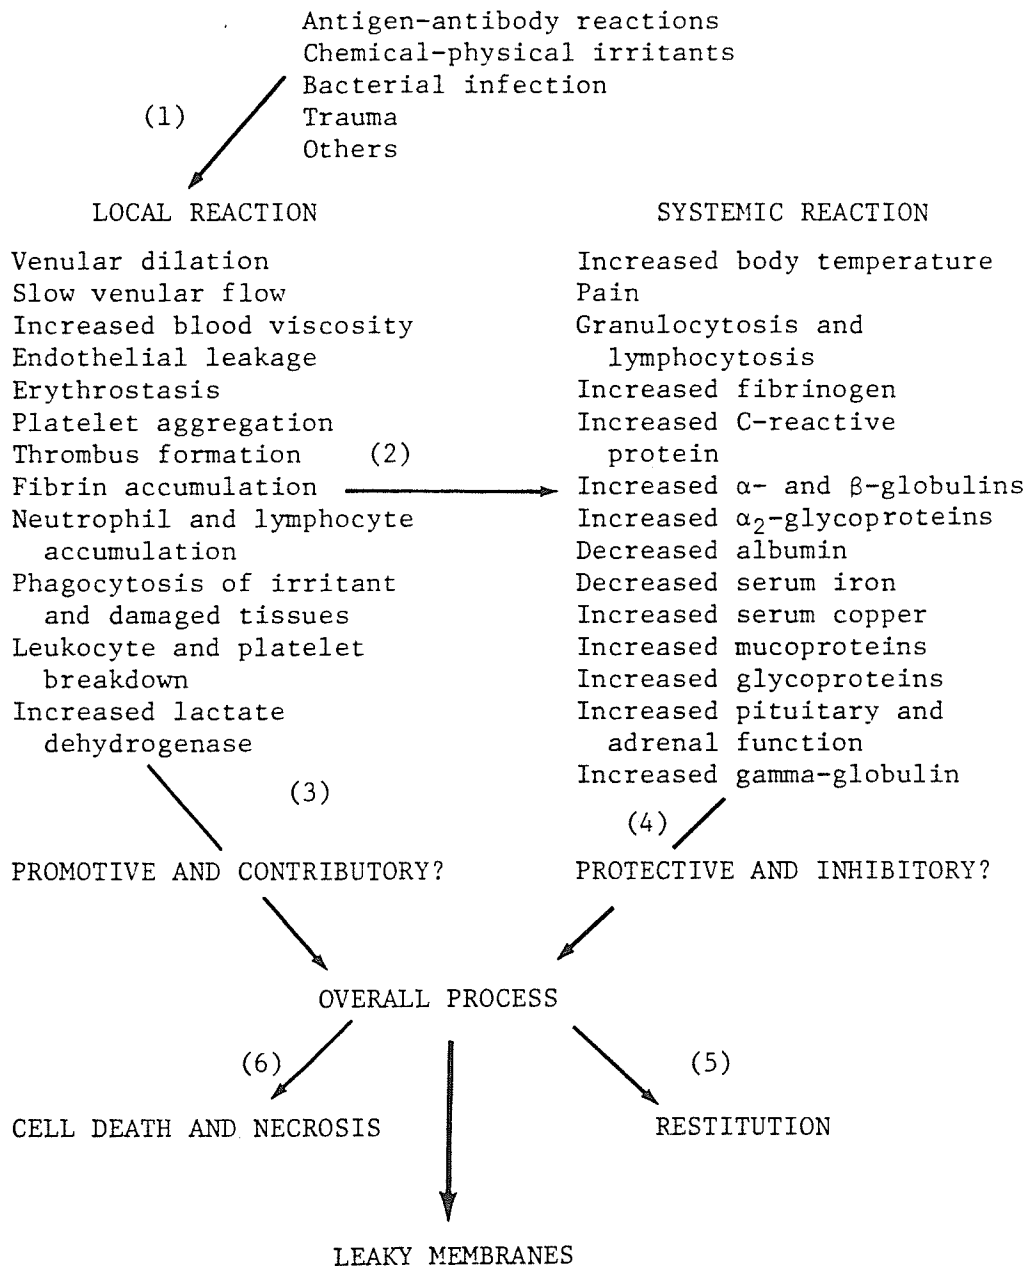 Antigen-antibody reactions
Chemical-physical irritants
Bacterial infection
Trauma
Others
(1)
LOCAL REACTION
Venular dilation
Slow venular flow
Increased blood viscosity
Endothelial leakage
Erythrostasis
Platelet aggregation
Thrombus formation
Fibrin accumulation
Neutrophil and lymphocyte
accumulation
Phagocytosis of irritant
and damaged tissues
Leukocyte and platelet
breakdown
Increased lactate
dehydrogenase
(2)
SYSTEMIC REACTION
Increased body temperature
Pain
Granulocytosis and
lymphocytosis
Increased fibrinogen
Increased C-reactive
protein
Increased α- and β-globulins
Increased α₂-glycoproteins
Decreased albumin
Decreased serum iron
Increased serum copper
Increased mucoproteins
Increased glycoproteins
Increased pituitary and
adrenal function
Increased gamma-globulin
(3)
(4)
PROMOTIVE AND CONTRIBUTORY?
PROTECTIVE AND INHIBITORY?
OVERALL PROCESS
(6)
(5)
CELL DEATH AND NECROSIS
RESTITUTION
LEAKY MEMBRANES